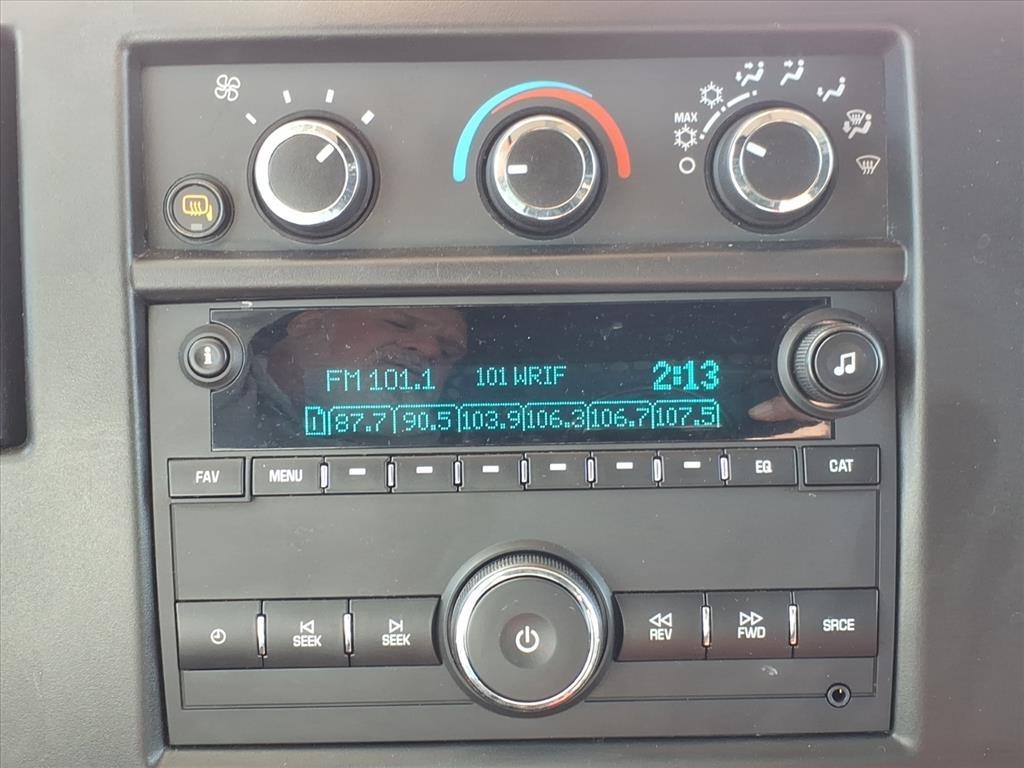 MAX
FM 101.1 101 WRIF 2:13
1 87.7 90.5 103.9 106.3 106.7 107.5
FAV MENU EQ CAT
SEEK SEEK REV FWD SRCE